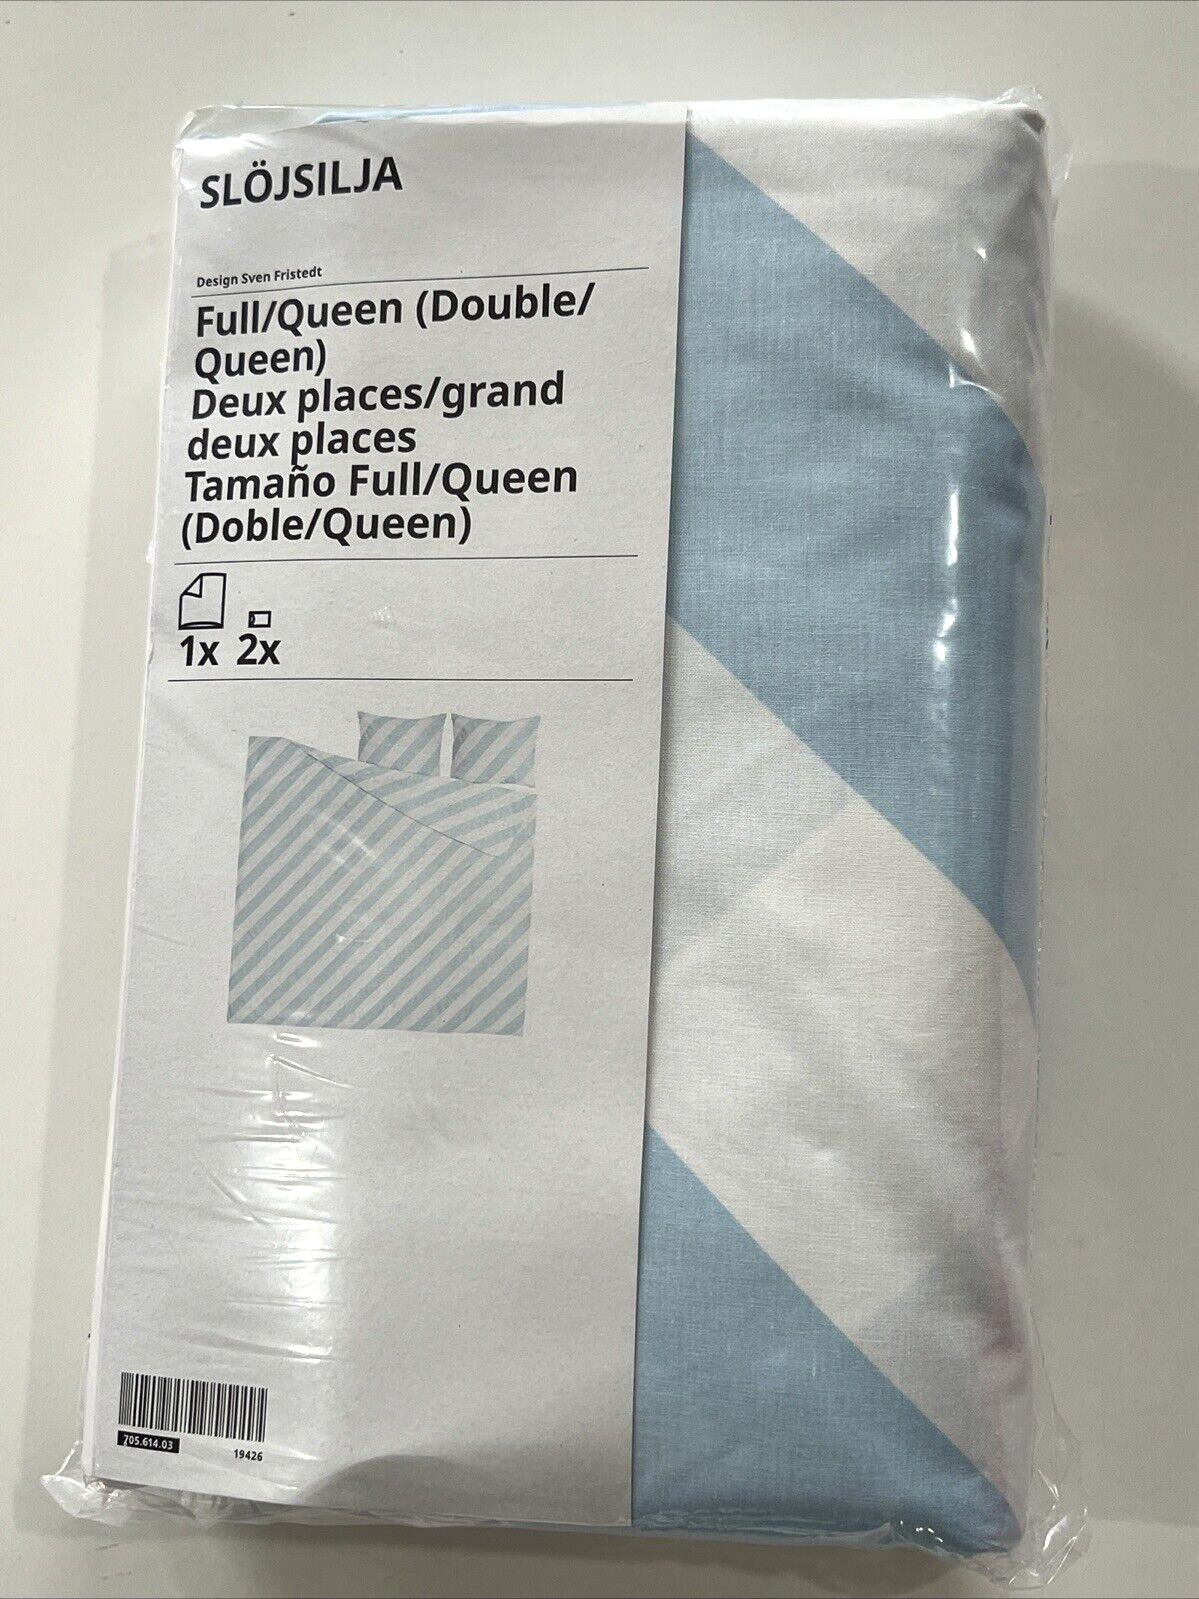 SLÖJSILJA
Design Sven Fristedt
Full/Queen (Double/
Queen)
Deux places/grand
deux places
Tamaño Full/Queen
(Doble/Queen)
1x 2x
705.614.03
19426